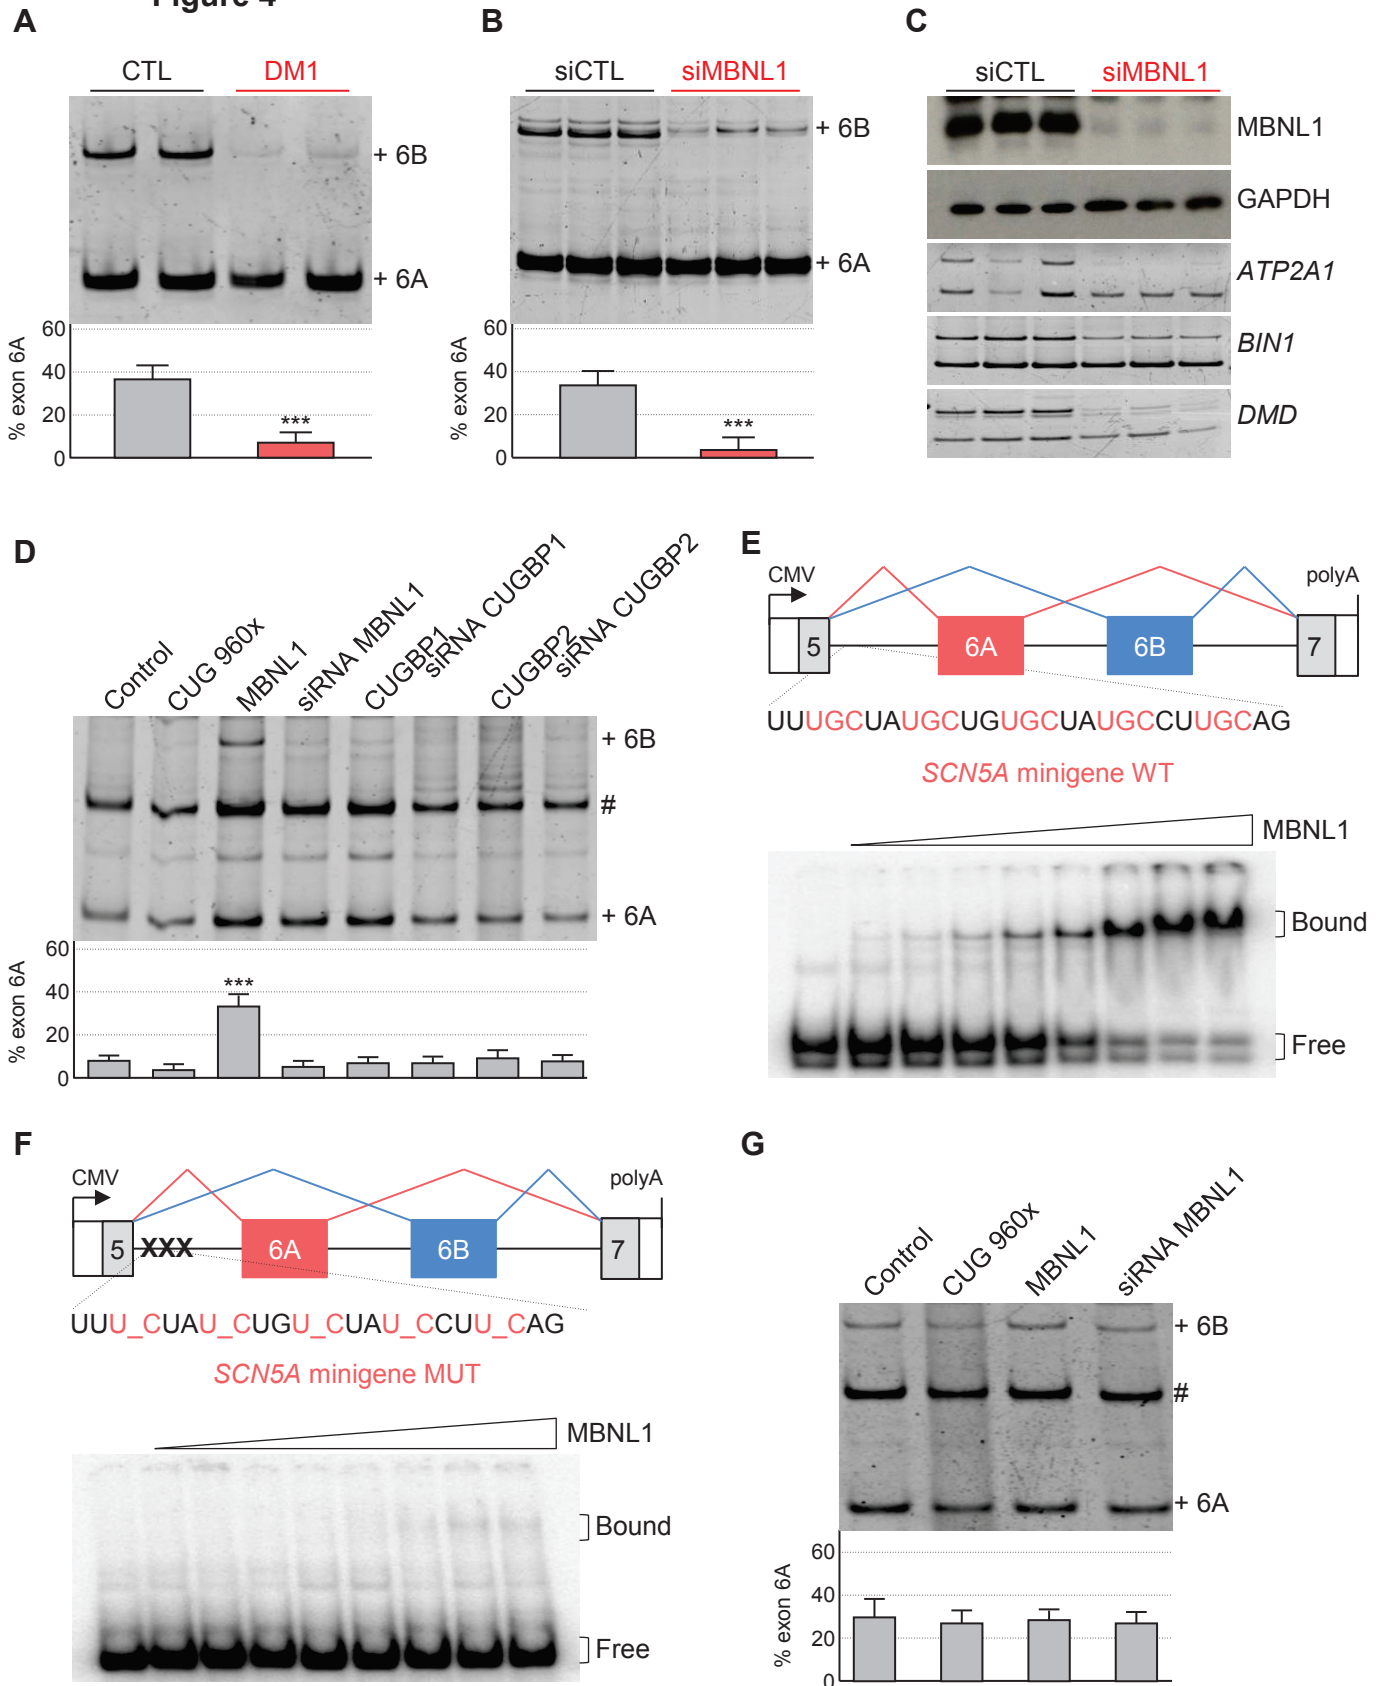 Figure 4
A
CTL
DM1
+ 6B
+ 6A
60
40
20
0
% exon 6A
***
B
siCTL
siMBNL1
+ 6B
+ 6A
60
40
20
0
% exon 6A
***
C
siCTL
siMBNL1
MBNL1
GAPDH
ATP2A1
BIN1
DMD
D
Control
CUG 960x
MBNL1
siRNA MBNL1
CUGBP1
siRNA CUGBP1
CUGBP2
siRNA CUGBP2
+ 6B
#
+ 6A
60
40
20
0
% exon 6A
***
E
CMV
polyA
5
6A
6B
7
UUUGCUAUGCUGUGCUAUGCCUUGCAG
SCN5A minigene WT
MBNL1
Bound
Free
F
CMV
polyA
5
XXX
6A
6B
7
UUU_CUAU_CUGU_CUAU_CCUU_CAG
SCN5A minigene MUT
MBNL1
Bound
Free
G
Control
CUG 960x
MBNL1
siRNA MBNL1
+ 6B
#
+ 6A
60
40
20
0
% exon 6A